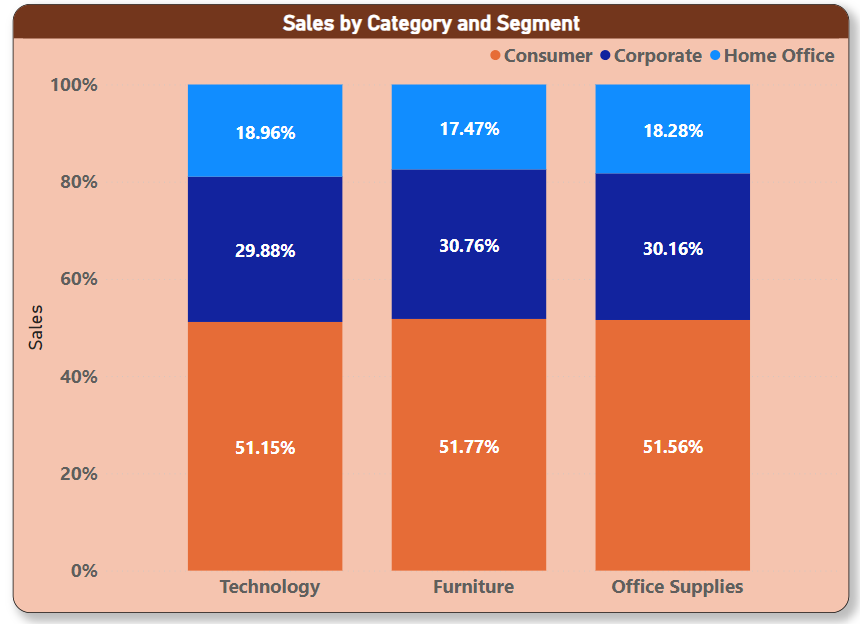 Sales by Category and Segment
Consumer Corporate Home Office
100%
80%
60%
40%
20%
0%
Sales
18.96% 17.47% 18.28%
29.88% 30.76% 30.16%
51.15% 51.77% 51.56%
Technology Furniture Office Supplies